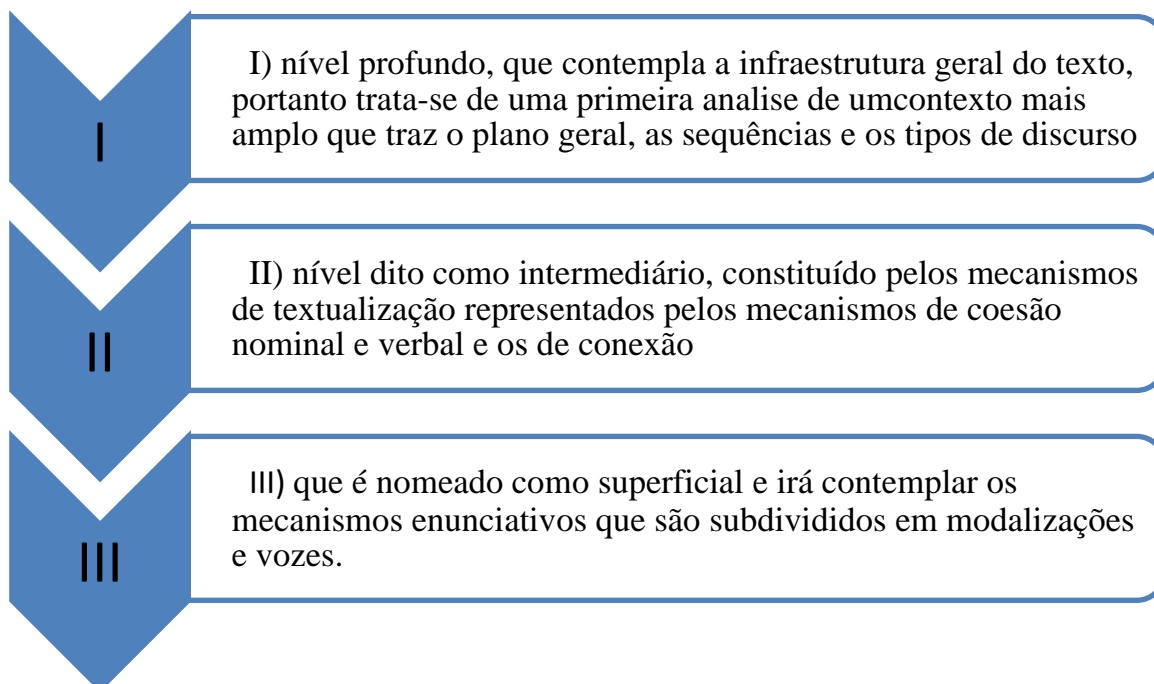 I
I) nível profundo, que contempla a infraestrutura geral do texto,
portanto trata-se de uma primeira analise de umcontexto mais
amplo que traz o plano geral, as sequências e os tipos de discurso
II
II) nível dito como intermediário, constituído pelos mecanismos
de textualização representados pelos mecanismos de coesão
nominal e verbal e os de conexão
III
III) que é nomeado como superficial e irá contemplar os
mecanismos enunciativos que são subdivididos em modalizações
e vozes.